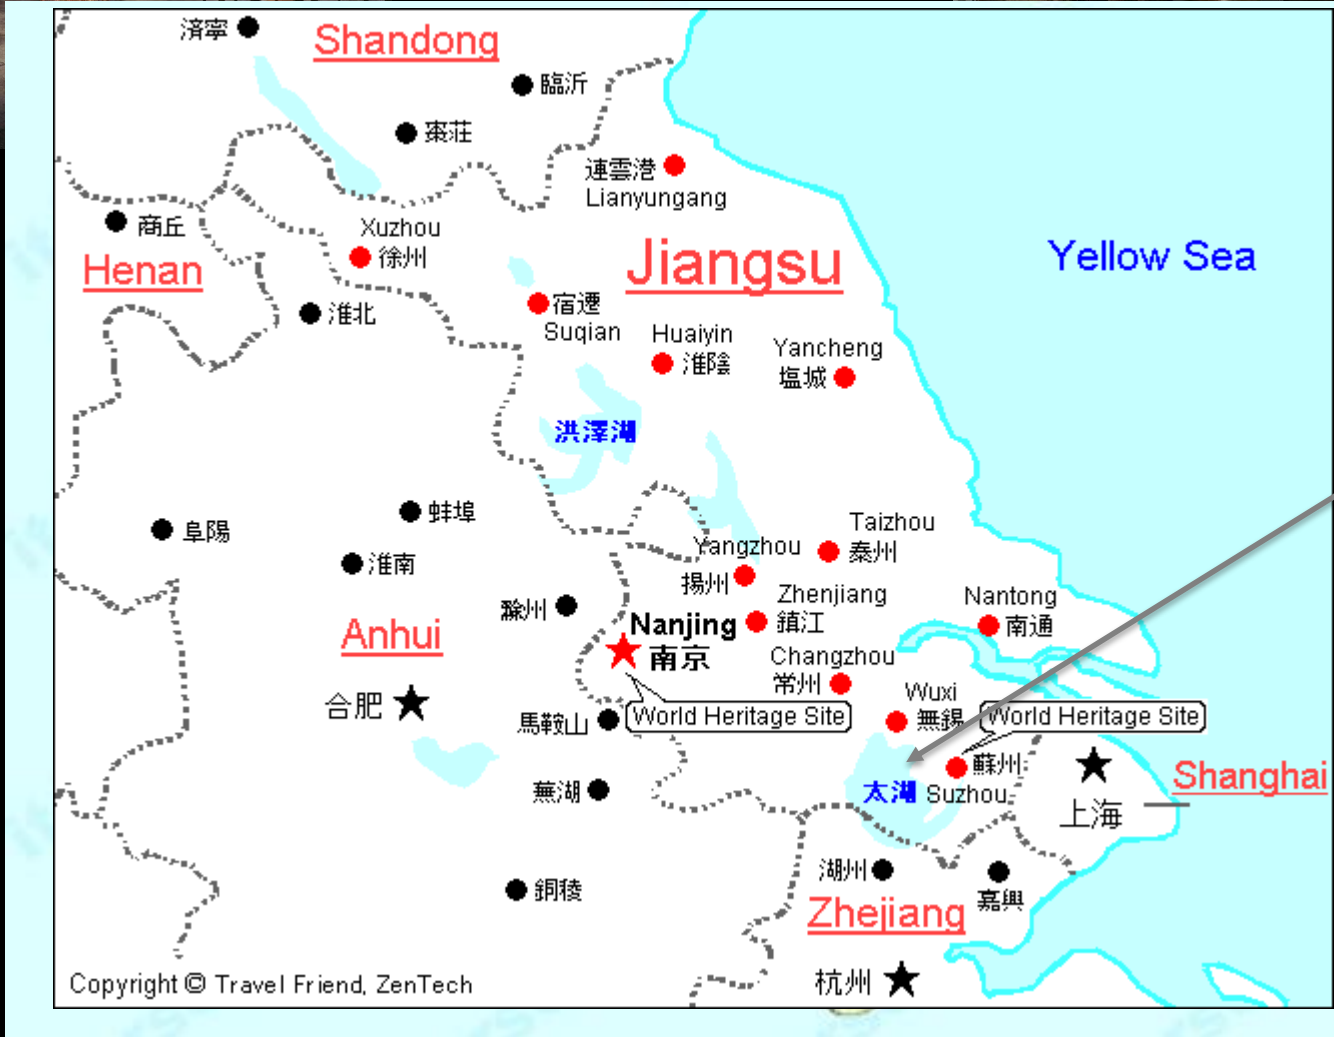 済寧
Shandong
臨沂
棗荘
連雲港
Lianyungang
商丘
Xuzhou
徐州
Henan
Jiangsu
Yellow Sea
淮北
宿遷
Suqian
Huaiyin
淮陰
Yancheng
塩城
洪澤湖
蚌埠
阜陽
淮南
Taizhou
泰州
Yangzhou
揚州
Zhenjiang
鎮江
Nantong
南通
滁州
Nanjing
南京
Anhui
Changzhou
常州
合肥
Wuxi
無錫
馬鞍山
World Heritage Site
World Heritage Site
蘇州
Suzhou
太湖
蕪湖
Shanghai
上海
湖州
嘉興
銅稜
Zhejiang
杭州
Copyright © Travel Friend, ZenTech